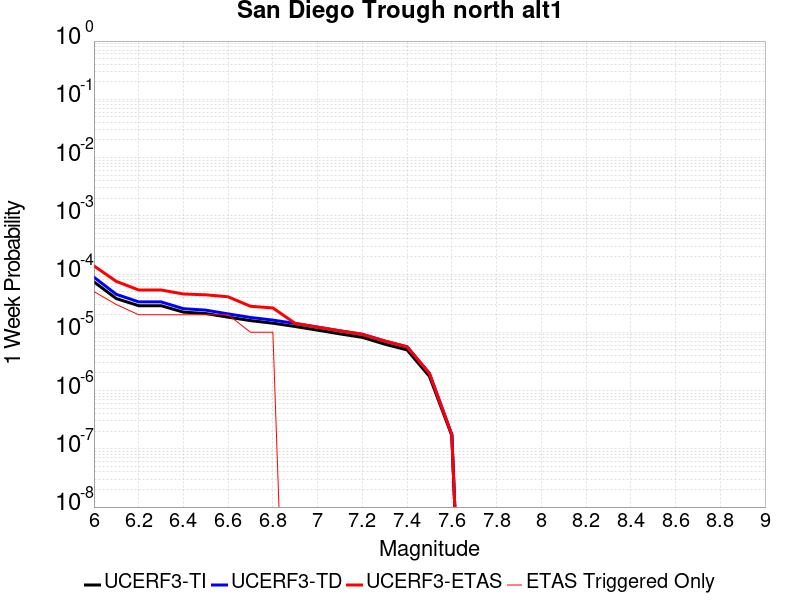 San Diego Trough north alt1
1 Week Probability
10^0
10^-1
10^-2
10^-3
10^-4
10^-5
10^-6
10^-7
10^-8
6 6.2 6.4 6.6 6.8 7 7.2 7.4 7.6 7.8 8 8.2 8.4 8.6 8.8 9
Magnitude
UCERF3-TI UCERF3-TD UCERF3-ETAS ETAS Triggered Only